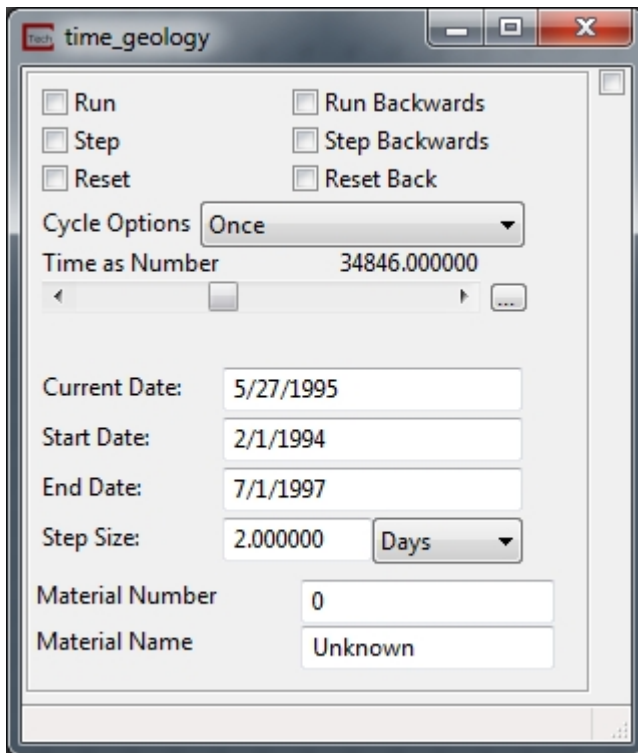 Tech time_geology
Run Run Backwards
Step Step Backwards
Reset Reset Back
Cycle Options Once
Time as Number 34846.000000
...
Current Date: 5/27/1995
Start Date: 2/1/1994
End Date: 7/1/1997
Step Size: 2.000000 Days
Material Number 0
Material Name Unknown